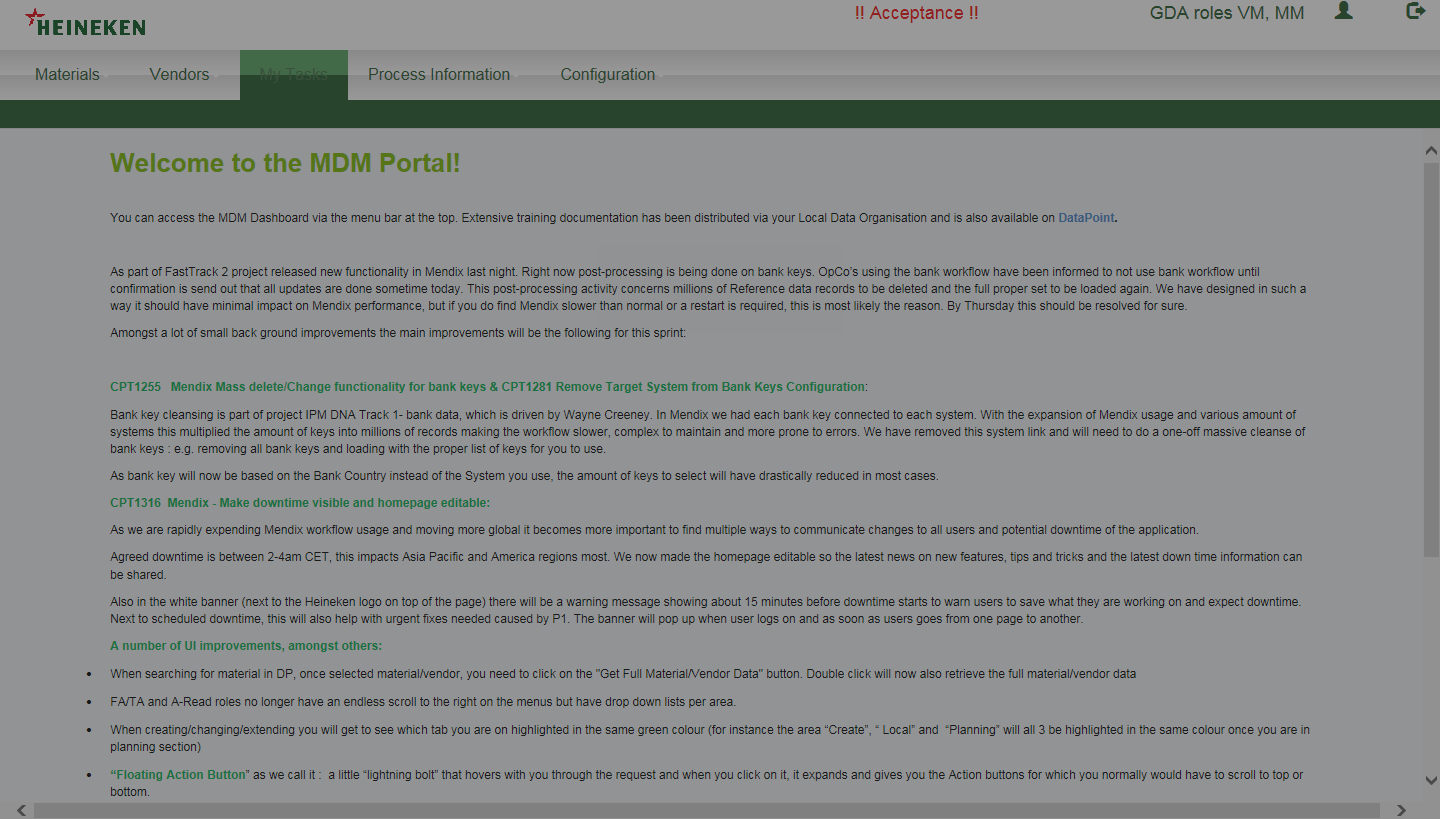 HEINEKEN
!! Acceptance !!
GDA roles VM, MM
Materials
Vendors
My Tasks
Process Information
Configuration
Welcome to the MDM Portal!
You can access the MDM Dashboard via the menu bar at the top. Extensive training documentation has been distributed via your Local Data Organisation and is also available on DataPoint.
As part of FastTrack 2 project released new functionality in Mendix last night. Right now post-processing is being done on bank keys. OpCo's using the bank workflow have been informed to not use bank workflow until
confirmation is send out that all updates are done sometime today. This post-processing activity concerns millions of Reference data records to be deleted and the full proper set to be loaded again. We have designed in such a
way it should have minimal impact on Mendix performance, but if you do find Mendix slower than normal or a restart is required, this is most likely the reason. By Thursday this should be resolved for sure.
Amongst a lot of small back ground improvements the main improvements will be the following for this sprint:
CPT1255   Mendix Mass delete/Change functionality for bank keys & CPT1281 Remove Target System from Bank Keys Configuration:
Bank key cleansing is part of project IPM DNA Track 1- bank data, which is driven by Wayne Creeney. In Mendix we had each bank key connected to each system. With the expansion of Mendix usage and various amount of
systems this multiplied the amount of keys into millions of records making the workflow slower, complex to maintain and more prone to errors. We have removed this system link and will need to do a one-off massive cleanse of
bank keys : e.g. removing all bank keys and loading with the proper list of keys for you to use.
As bank key will now be based on the Bank Country instead of the System you use, the amount of keys to select will have drastically reduced in most cases.
CPT1316  Mendix - Make downtime visible and homepage editable:
As we are rapidly expending Mendix workflow usage and moving more global it becomes more important to find multiple ways to communicate changes to all users and potential downtime of the application.
Agreed downtime is between 2-4am CET, this impacts Asia Pacific and America regions most. We now made the homepage editable so the latest news on new features, tips and tricks and the latest down time information can
be shared.
Also in the white banner (next to the Heineken logo on top of the page) there will be a warning message showing about 15 minutes before downtime starts to warn users to save what they are working on and expect downtime.
Next to scheduled downtime, this will also help with urgent fixes needed caused by P1. The banner will pop up when user logs on and as soon as users goes from one page to another.
A number of UI improvements, amongst others:
• When searching for material in DP, once selected material/vendor, you need to click on the "Get Full Material/Vendor Data" button. Double click will now also retrieve the full material/vendor data
• FA/TA and A-Read roles no longer have an endless scroll to the right on the menus but have drop down lists per area.
• When creating/changing/extending you will get to see which tab you are on highlighted in the same green colour (for instance the area “Create”, “ Local” and  “Planning” will all 3 be highlighted in the same colour once you are in
planning section)
• “Floating Action Button” as we call it :  a little “lightning bolt” that hovers with you through the request and when you click on it, it expands and gives you the Action buttons for which you normally would have to scroll to top or
bottom.